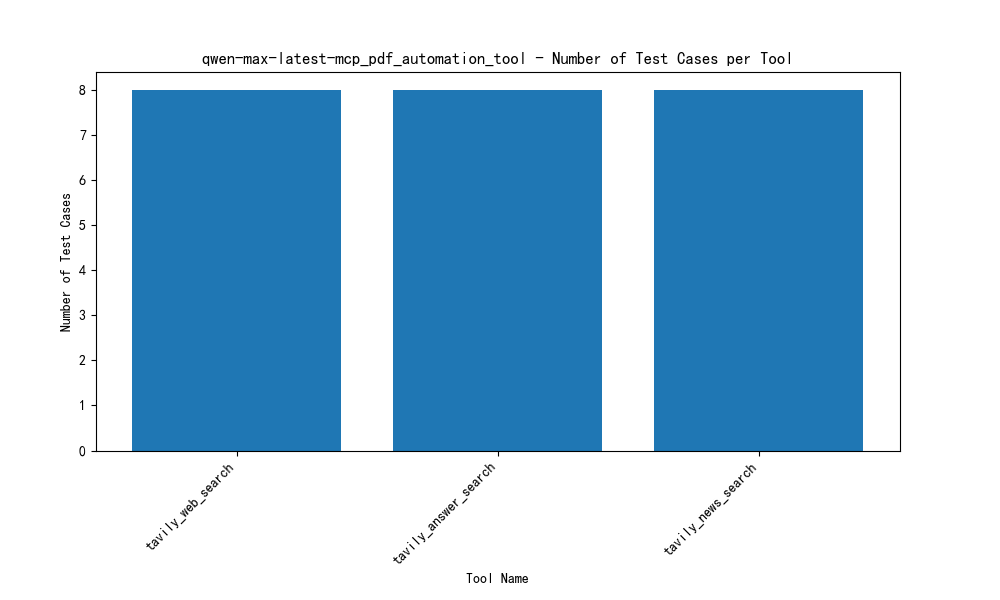 qwen-max-latest-mcp_pdf_automation_tool - Number of Test Cases per Tool
Number of Test Cases
8
7
6
5
4
3
2
1
0
tavily_web_search
tavily_answer_search
tavily_news_search
Tool Name